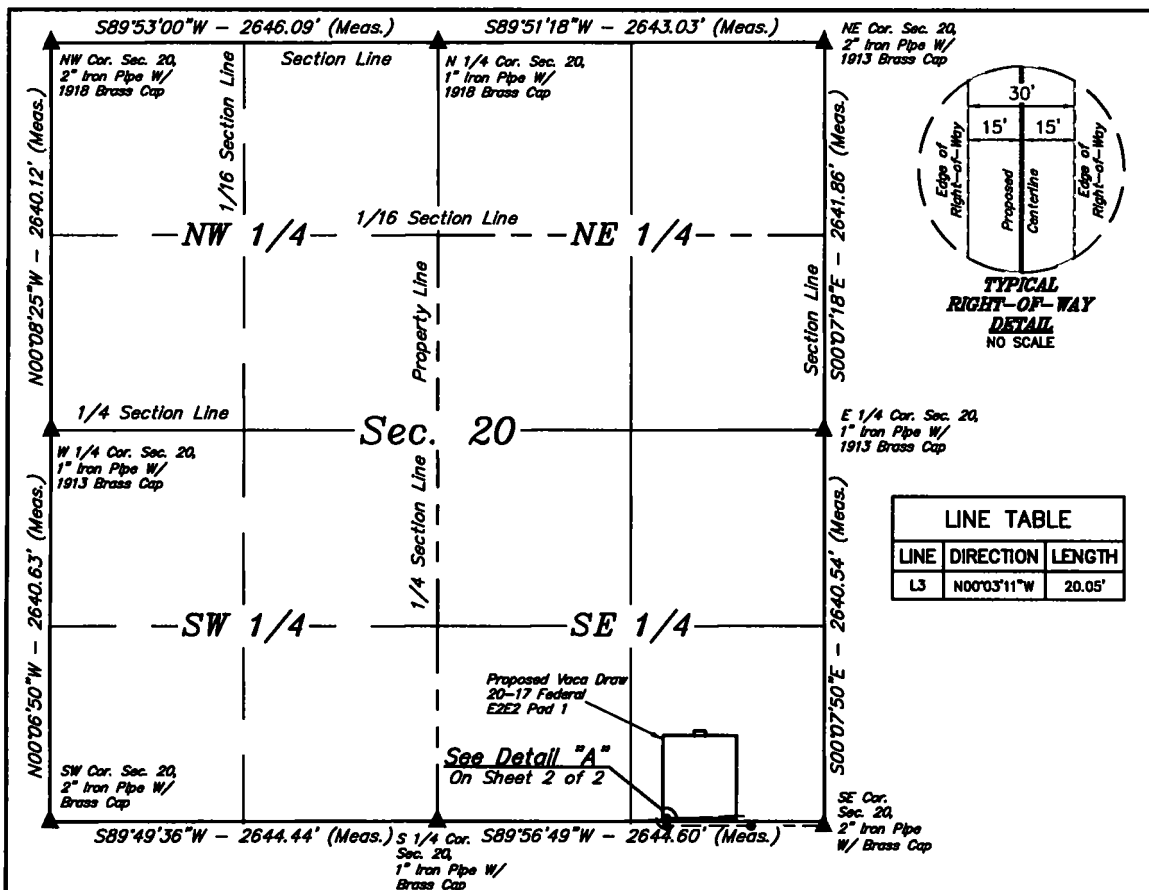 S89°53'00"W - 2646.09' (Meas.)
S89°51'18"W - 2643.03' (Meas.)
NW Cor. Sec. 20,
2" Iron Pipe W/
1918 Brass Cap
Section Line
N 1/4 Cor. Sec. 20,
1" Iron Pipe W/
1918 Brass Cap
NE Cor. Sec. 20,
2" Iron Pipe W/
1913 Brass Cap
1/16 Section Line
N00°08'25"W - 2640.12' (Meas.)
1/16 Section Line
NW 1/4
NE 1/4
Property Line
Section Line
S00°07'18"E - 2641.86' (Meas.)
30'
15'
15'
Edge of
Right-of-Way
Proposed
Centerline
Edge of
Right-of-Way
TYPICAL
RIGHT-OF-WAY
DETAIL
NO SCALE
1/4 Section Line
Sec. 20
W 1/4 Cor. Sec. 20,
1" Iron Pipe W/
1913 Brass Cap
E 1/4 Cor. Sec. 20,
1" Iron Pipe W/
1913 Brass Cap
1/4 Section Line
N00°06'50"W - 2640.63' (Meas.)
S00°07'50"E - 2640.54' (Meas.)
LINE TABLE
LINE DIRECTION LENGTH
L3 N00°03'11"W 20.05'
SW 1/4
SE 1/4
Proposed Vaca Draw
20-17 Federal
E2E2 Pad 1
See Detail "A"
On Sheet 2 of 2
SW Cor. Sec. 20,
2" Iron Pipe W/
Brass Cap
SE Cor.
Sec. 20,
2" Iron Pipe
W/ Brass Cap
S89°49'36"W - 2644.44' (Meas.)
S 1/4 Cor.
Sec. 20,
1" Iron Pipe W/
Brass Cap
S89°56'49"W - 2644.60' (Meas.)